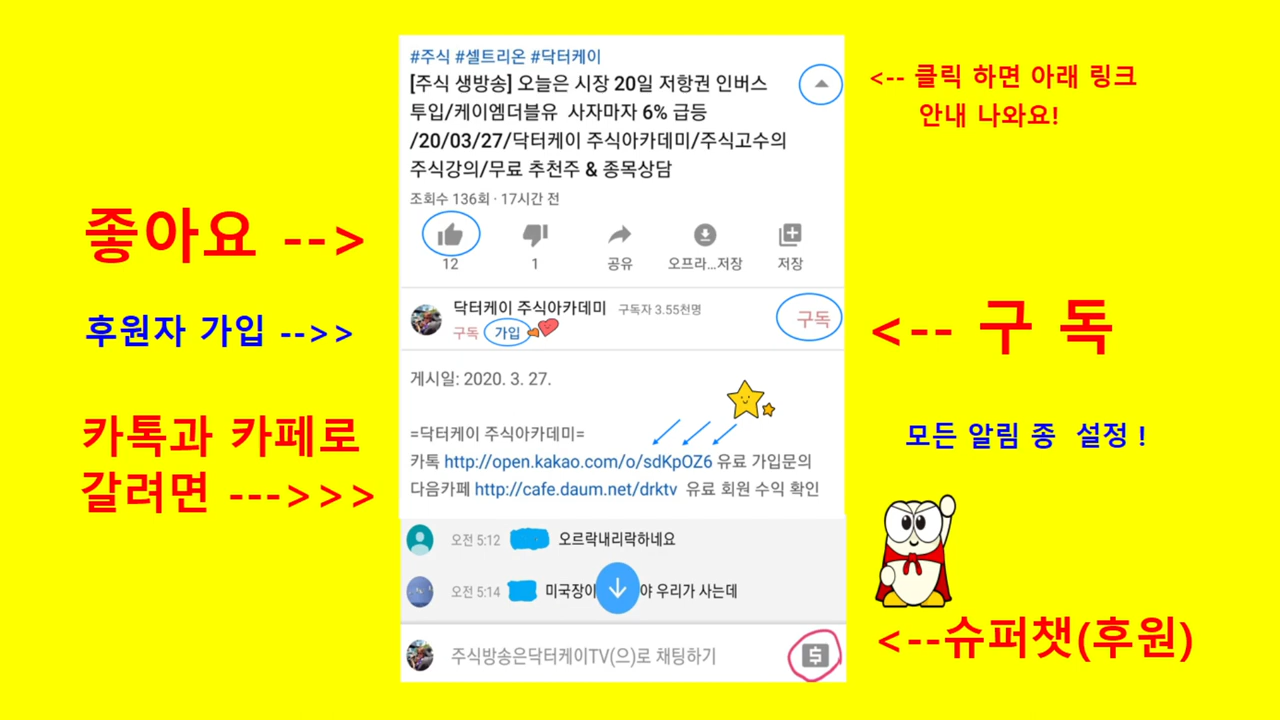 #주식 #셀트리온 #닥터케이
[주식 생방송] 오늘은 시장 20일 저항권 인버스
투입/케이엠더블유 사자마자 6% 급등
/20/03/27/닥터케이 주식아카데미/주식고수의
주식강의/무료 추천주 & 종목상담
조회수 136회 · 17시간 전
12
1
공유
오프라...저장
저장
<-- 클릭 하면 아래 링크
안내 나와요!
좋아요 -->
닥터케이 주식아카데미 구독자 3.55천명
구독 가입
구독
후원자 가입 -->>
<-- 구 독
게시일: 2020. 3. 27.
=닥터케이 주식아카데미=
카톡 http://open.kakao.com/o/sdKpOZ6 유료 가입문의
다음카페 http://cafe.daum.net/drktv 유료 회원 수익 확인
카톡과 카페로
갈려면 --->>>
모든 알림 종 설정 !
오전 5:12 오르락내리락하네요
오전 5:14 미국장이 야 우리가 사는데
주식방송은닥터케이TV(으)로 채팅하기
$
<--슈퍼챗(후원)